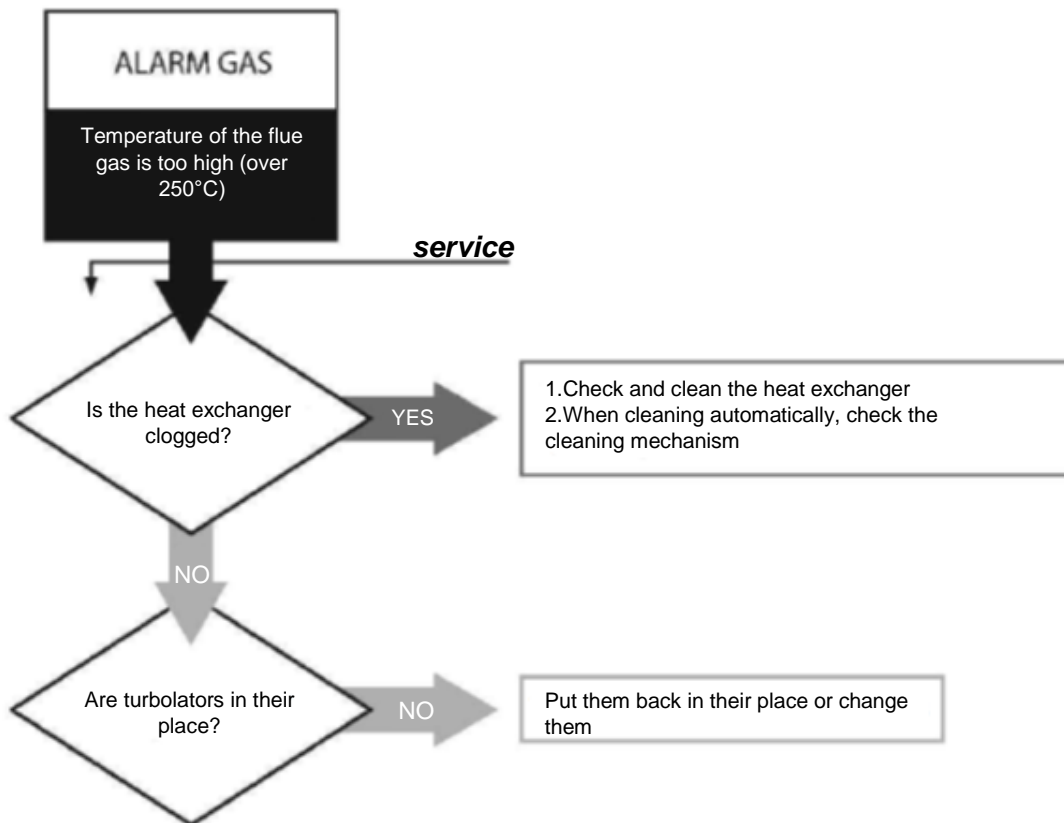 ALARM GAS
Temperature of the flue
gas is too high (over
250°C)
service
Is the heat exchanger
clogged?
YES
1.Check and clean the heat exchanger
2.When cleaning automatically, check the
cleaning mechanism
NO
Are turbolators in their
place?
NO
Put them back in their place or change
them